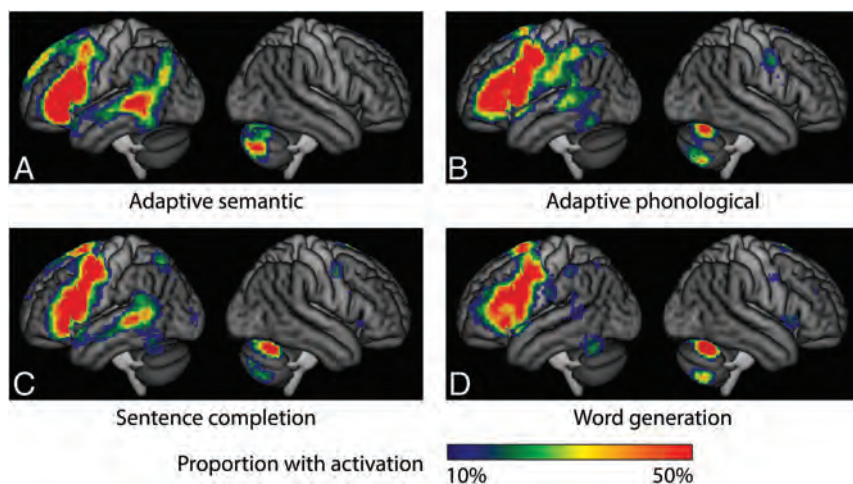 A
Adaptive semantic
B
Adaptive phonological
C
Sentence completion
D
Word generation
Proportion with activation
10%
50%